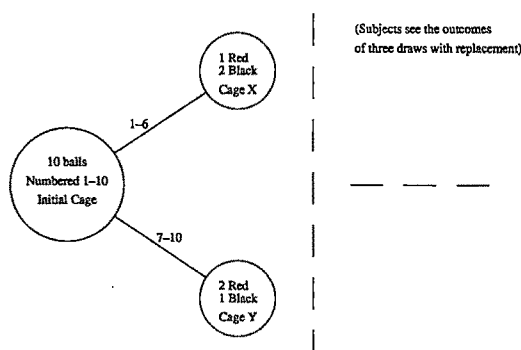 1 Red
2 Black
Cage X
(Subjects see the outcomes
of three draws with replacement)
1–6
10 balls
Numbered 1–10
Initial Cage
7–10
2 Red
1 Black
Cage Y